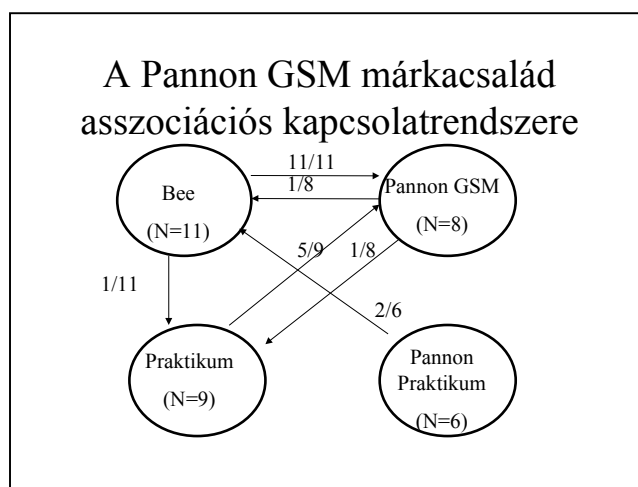 A Pannon GSM márkacsalád
asszociációs kapcsolatrendszere
11/11
1/8
Bee
(N=11)
Pannon GSM
(N=8)
5/9
1/8
1/11
2/6
Praktikum
(N=9)
Pannon
Praktikum
(N=6)